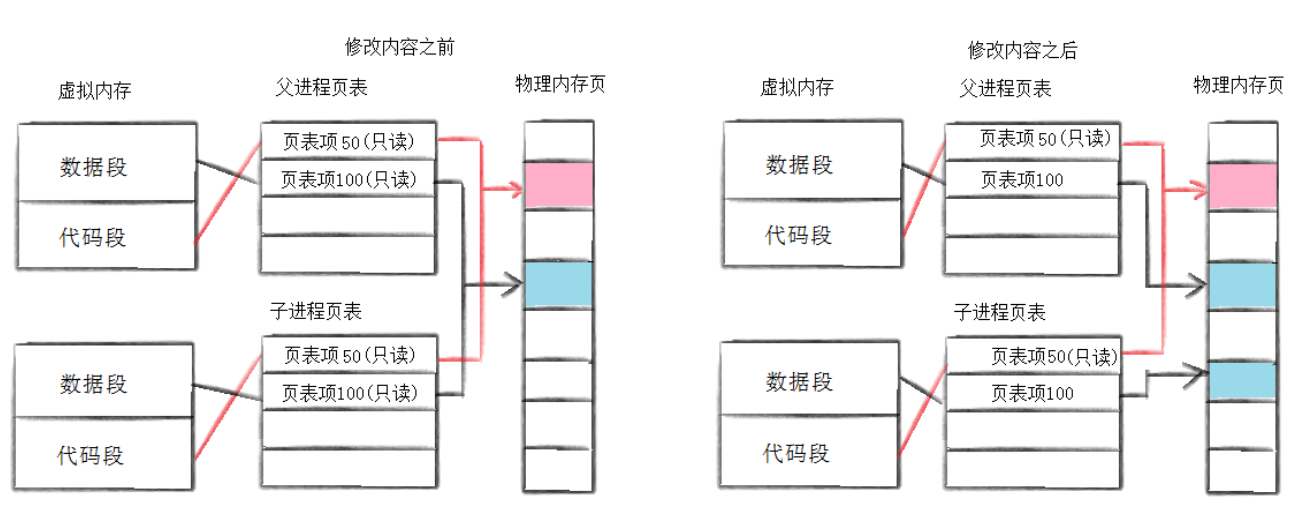 修改内容之前
虚拟内存
父进程页表
物理内存页
数据段
代码段
页表项 50(只读)
页表项100(只读)
子进程页表
数据段
代码段
页表项 50(只读)
页表项100(只读)
修改内容之后
虚拟内存
父进程页表
物理内存页
数据段
代码段
页表项 50(只读)
页表项100
子进程页表
数据段
代码段
页表项50(只读)
页表项100